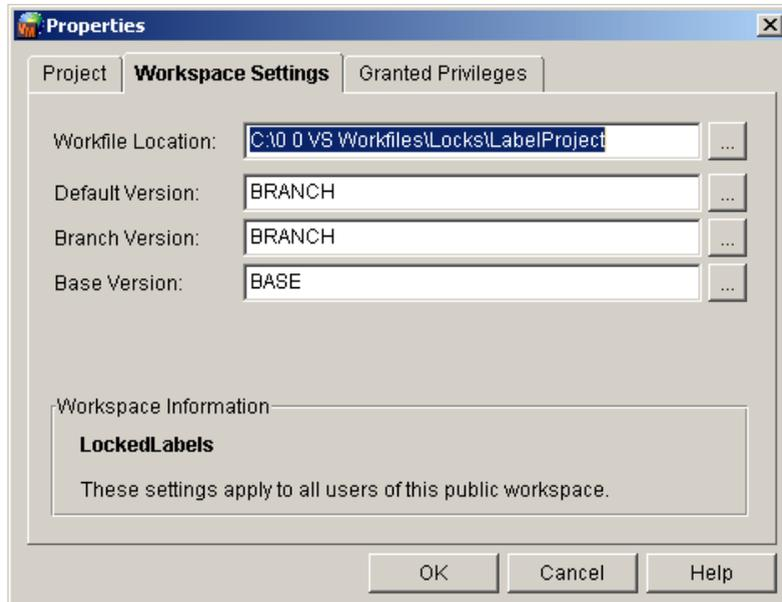 VM Properties
Project Workspace Settings Granted Privileges
Workfile Location: C:\0 0 VS Workfiles\Locks\LabelProject ...
Default Version: BRANCH ...
Branch Version: BRANCH ...
Base Version: BASE ...
Workspace Information
LockedLabels
These settings apply to all users of this public workspace.
OK Cancel Help